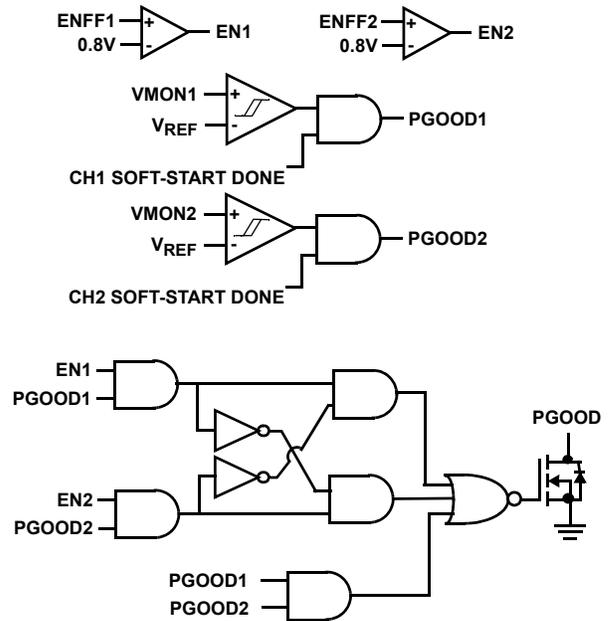 ENFF1
+
0.8V
-
EN1
ENFF2
+
0.8V
-
EN2
VMON1
+
VREF
-
PGOOD1
CH1 SOFT-START DONE
VMON2
+
VREF
-
PGOOD2
CH2 SOFT-START DONE
EN1
PGOOD1
EN2
PGOOD2
PGOOD
PGOOD1
PGOOD2